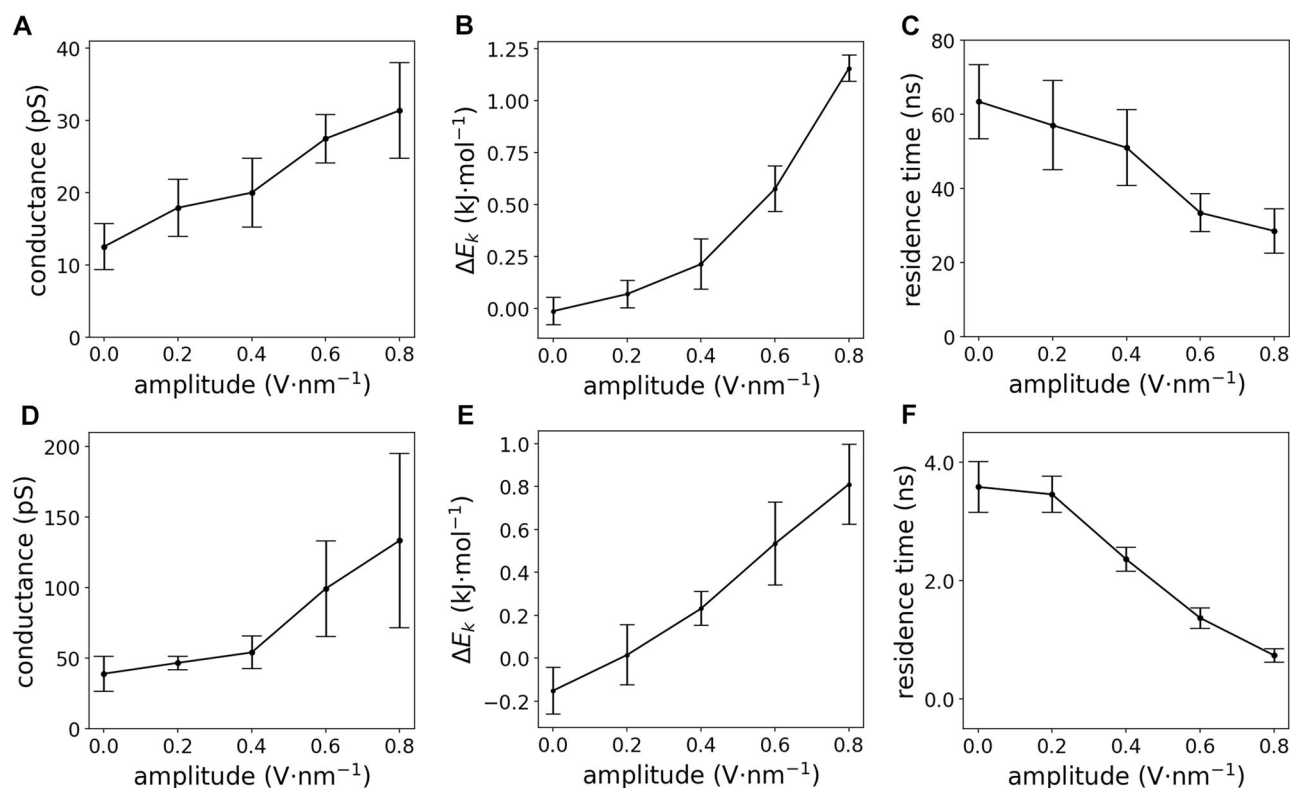 A
conductance (pS)
40
30
20
10
0
0.0 0.2 0.4 0.6 0.8
amplitude (V·nm⁻¹)
B
ΔEₖ (kJ·mol⁻¹)
1.25
1.00
0.75
0.50
0.25
0.00
0.0 0.2 0.4 0.6 0.8
amplitude (V·nm⁻¹)
C
residence time (ns)
80
60
40
20
0
0.0 0.2 0.4 0.6 0.8
amplitude (V·nm⁻¹)
D
conductance (pS)
200
150
100
50
0
0.0 0.2 0.4 0.6 0.8
amplitude (V·nm⁻¹)
E
ΔEₖ (kJ·mol⁻¹)
1.0
0.8
0.6
0.4
0.2
0.0
−0.2
0.0 0.2 0.4 0.6 0.8
amplitude (V·nm⁻¹)
F
residence time (ns)
4.0
2.0
0.0
0.0 0.2 0.4 0.6 0.8
amplitude (V·nm⁻¹)